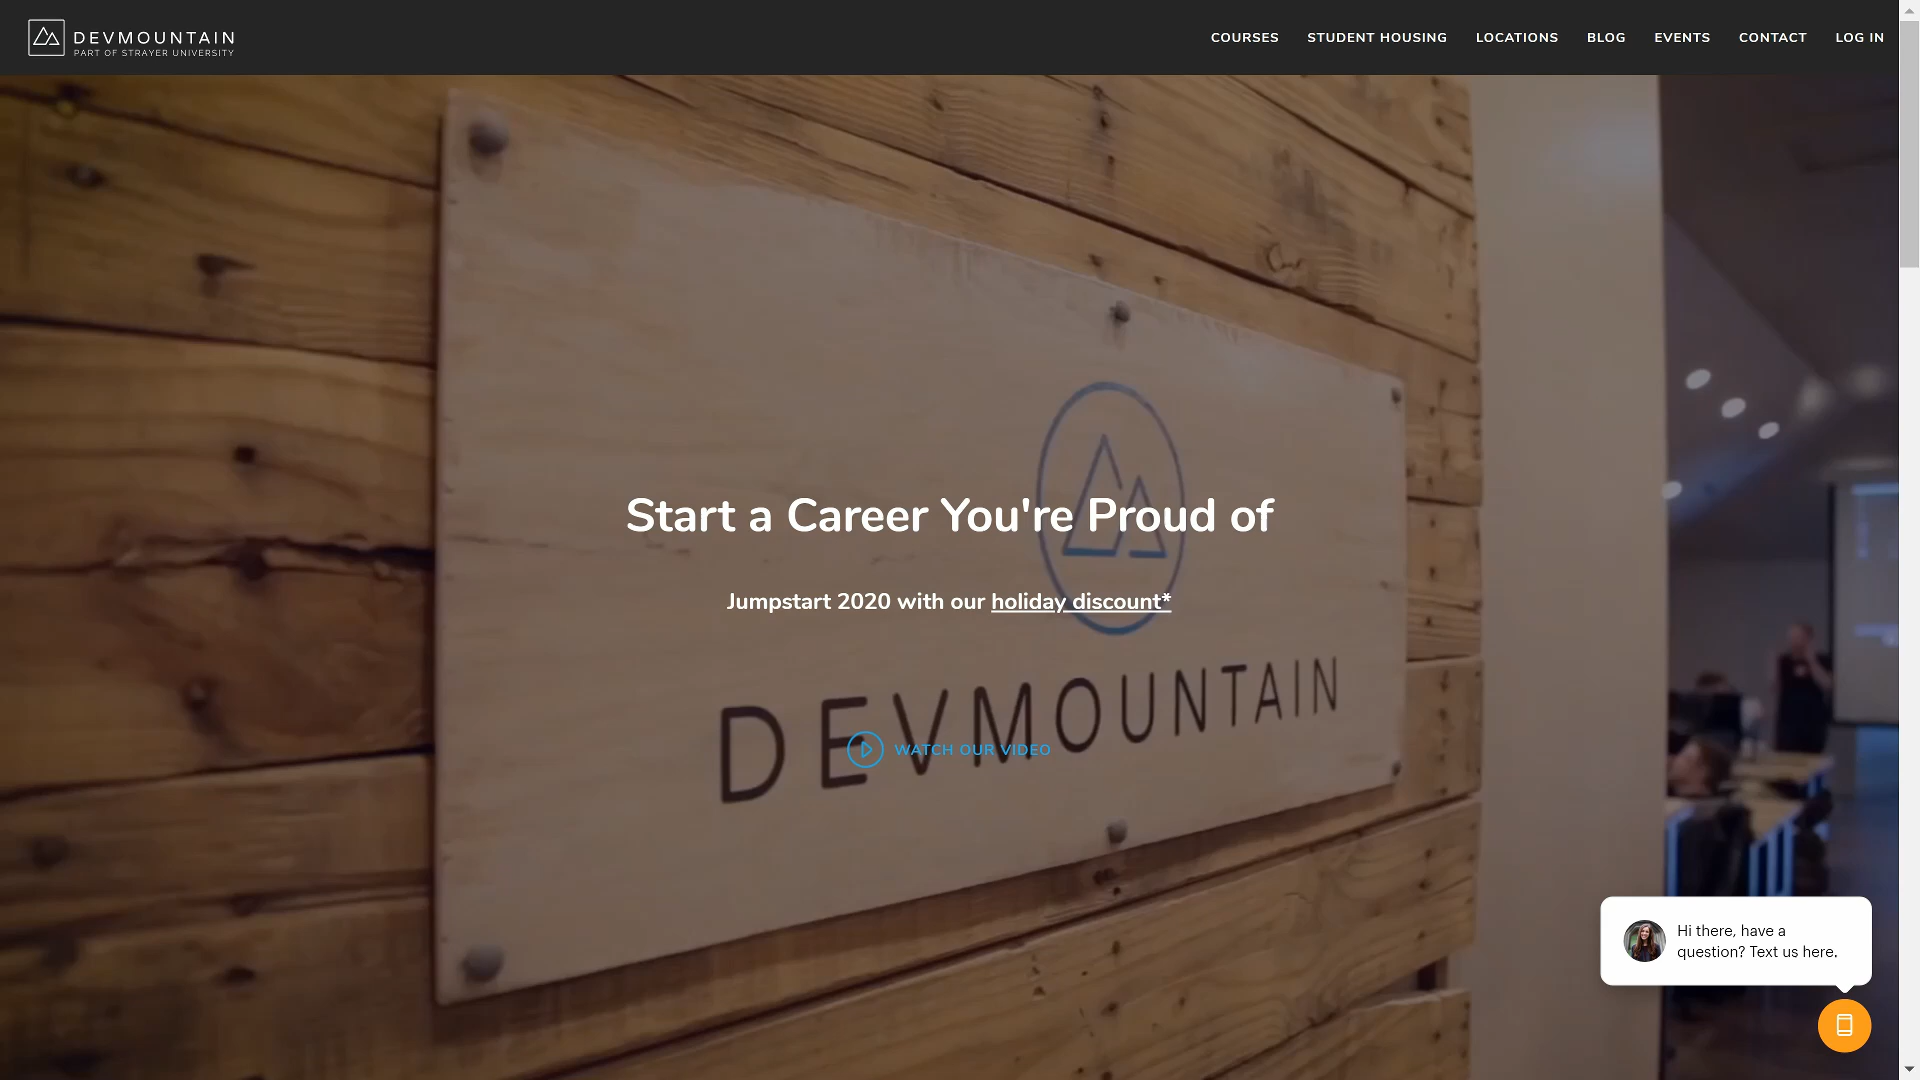 DEVMOUNTAIN
PART OF STRAYER UNIVERSITY
COURSES STUDENT HOUSING LOCATIONS BLOG EVENTS CONTACT LOG IN
Start a Career You're Proud of
Jumpstart 2020 with our holiday discount*
DEVMOUNTAIN
WATCH OUR VIDEO
Hi there, have a
question? Text us here.